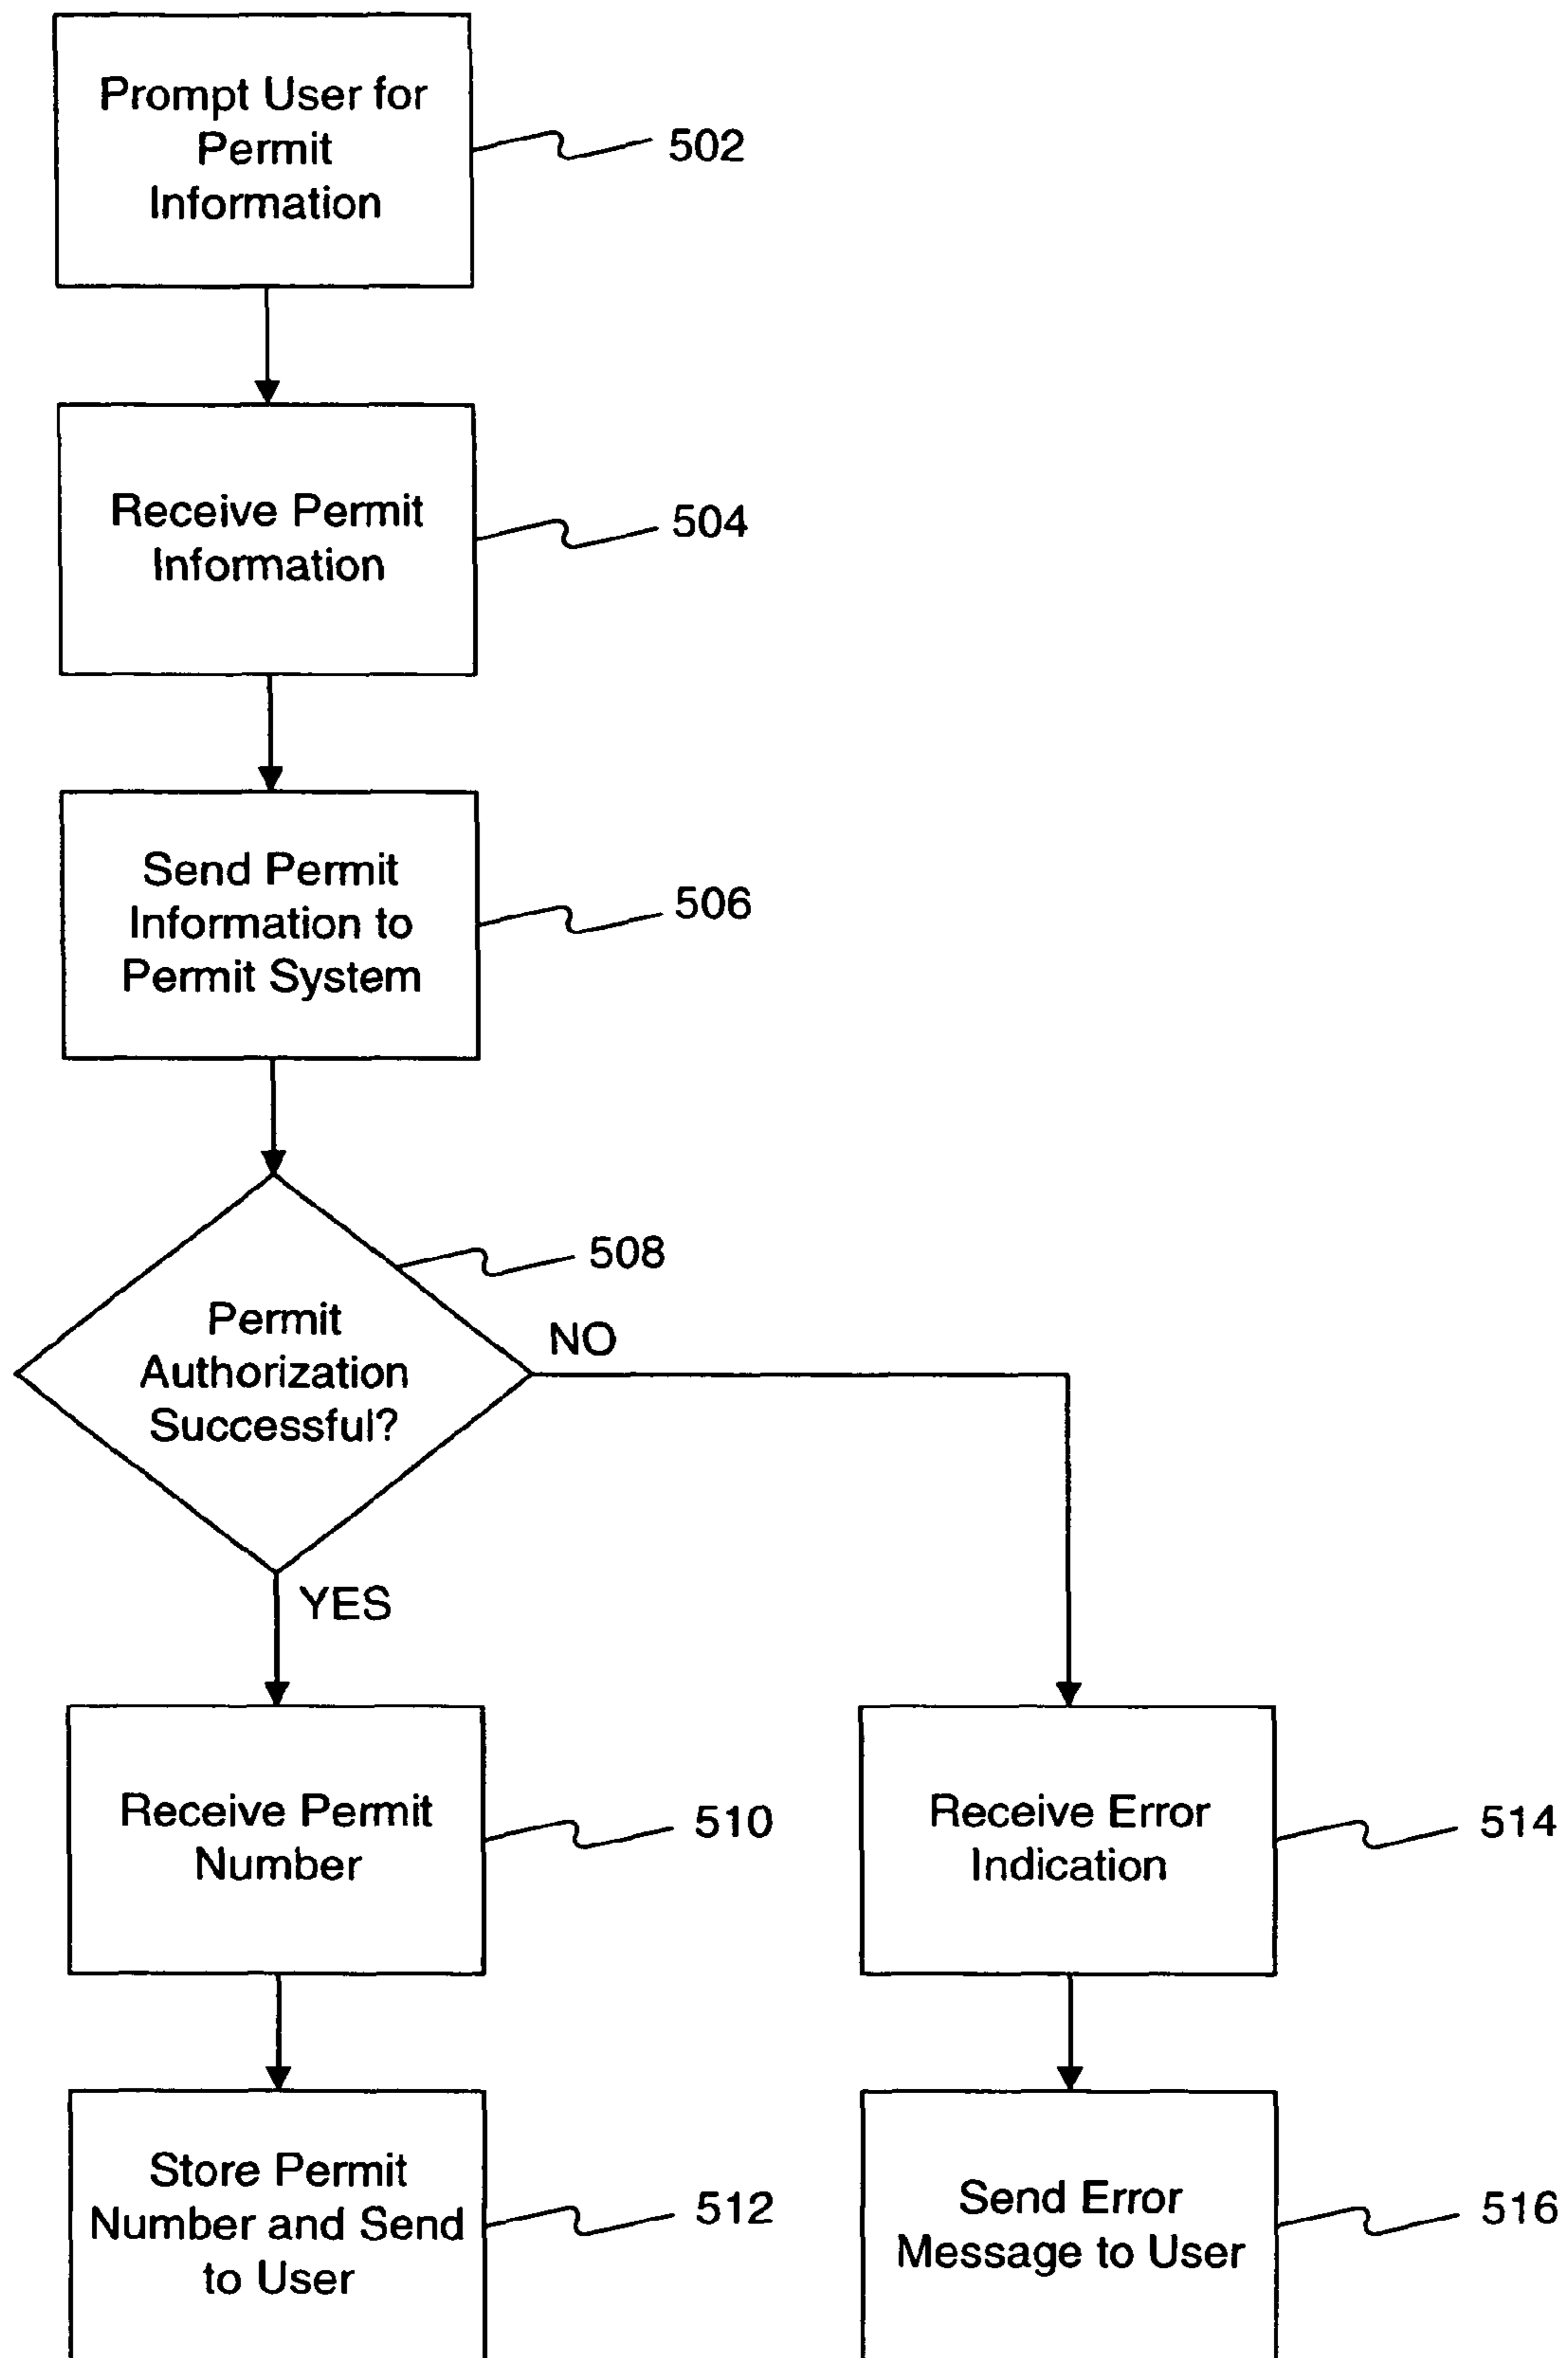 Prompt User for
Permit
Information
502
Receive Permit
Information
504
Send Permit
Information to
Permit System
506
508
Permit
Authorization
Successful?
NO
YES
Receive Permit
Number
510
Receive Error
Indication
514
Store Permit
Number and Send
to User
512
Send Error
Message to User
516